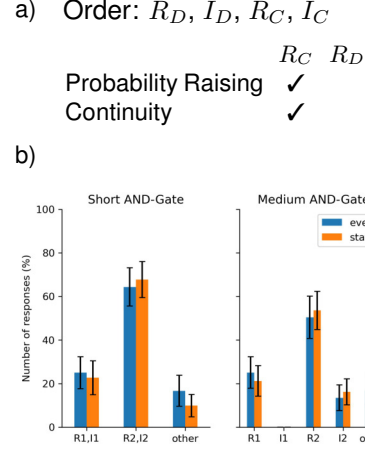 a) Order: R_D, I_D, R_C, I_C
R_C R_D
Probability Raising ✓
Continuity ✓
b)
Short AND-Gate Medium AND-Gate
100
80
60
40
20
0
Number of responses (%)
R1,I1 R2,I2 other
R1 I1 R2 I2